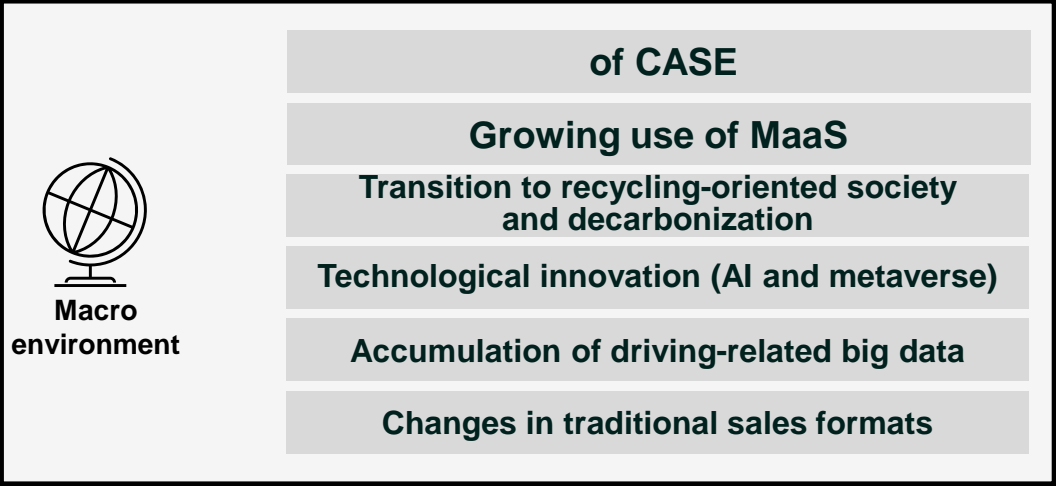 of CASE
Growing use of MaaS
Transition to recycling-oriented society
and decarbonization
Technological innovation (AI and metaverse)
Accumulation of driving-related big data
Changes in traditional sales formats
Macro
environment